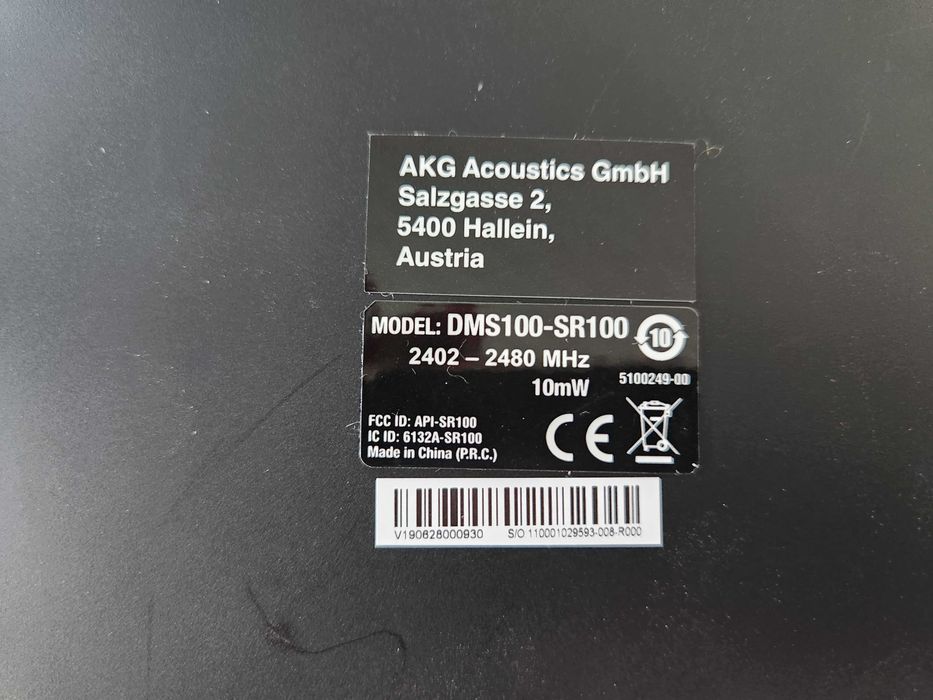 AKG Acoustics GmbH
Salzgasse 2,
5400 Hallein,
Austria
MODEL: DMS100-SR100
10
2402 – 2480 MHz
10mW
5100249-00
FCC ID: API-SR100
IC ID: 6132A-SR100
Made in China (P.R.C.)
CE
V190628000930
S/O 110001029593-008-R000